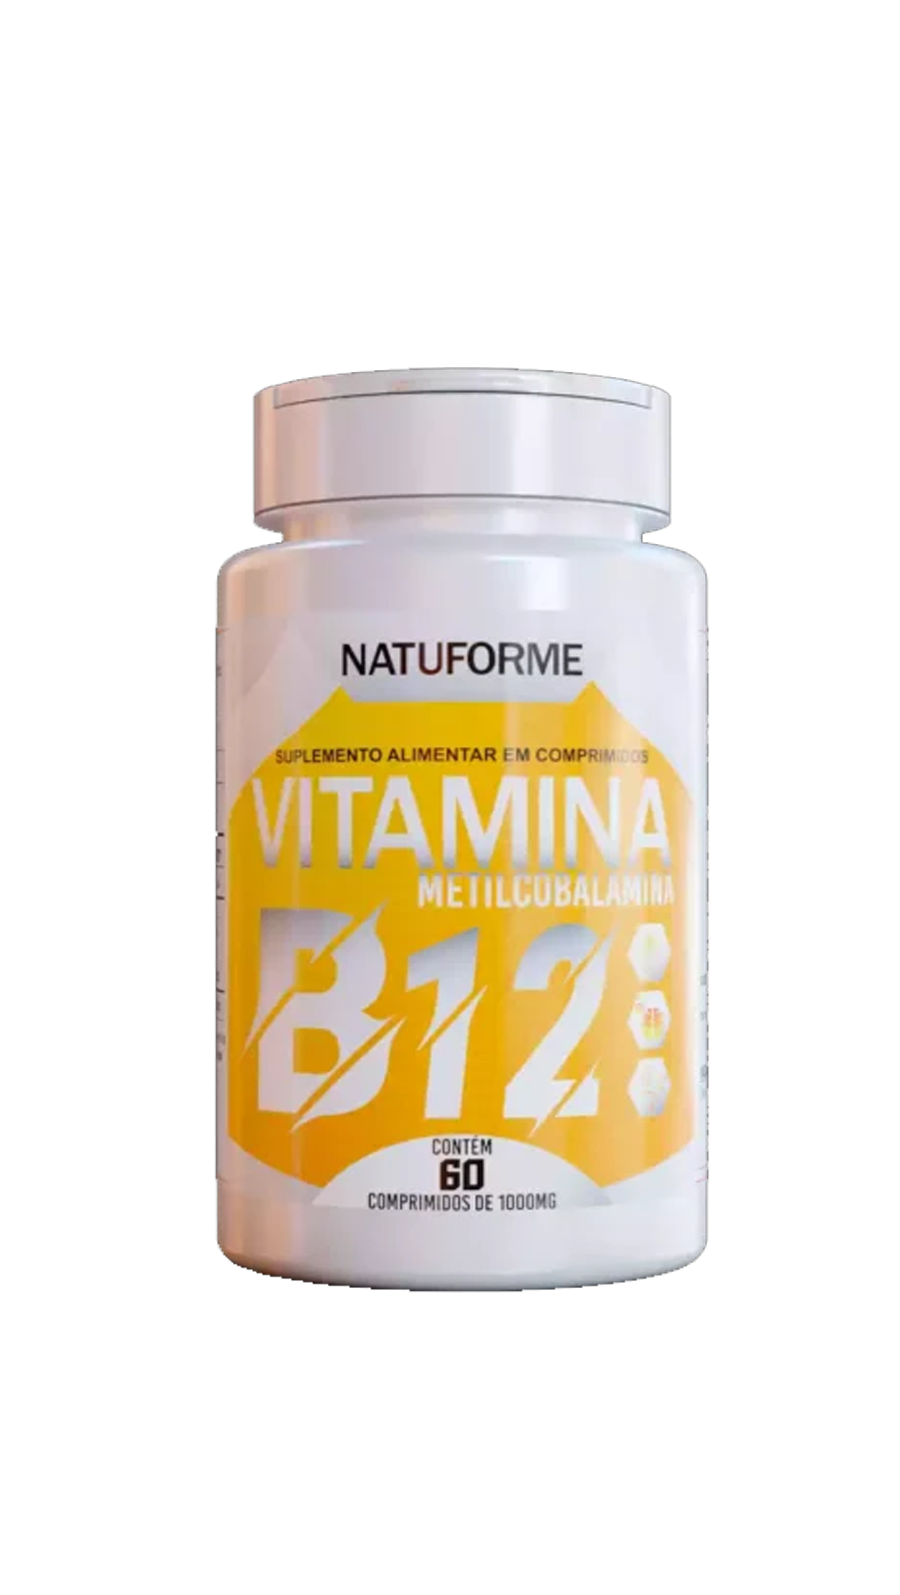 NATUFORME
SUPLEMENTO ALIMENTAR EM COMPRIMIDOS
VITAMINA
METILCOBALAMINA
B12
CONTÉM
60
COMPRIMIDOS DE 1000MG